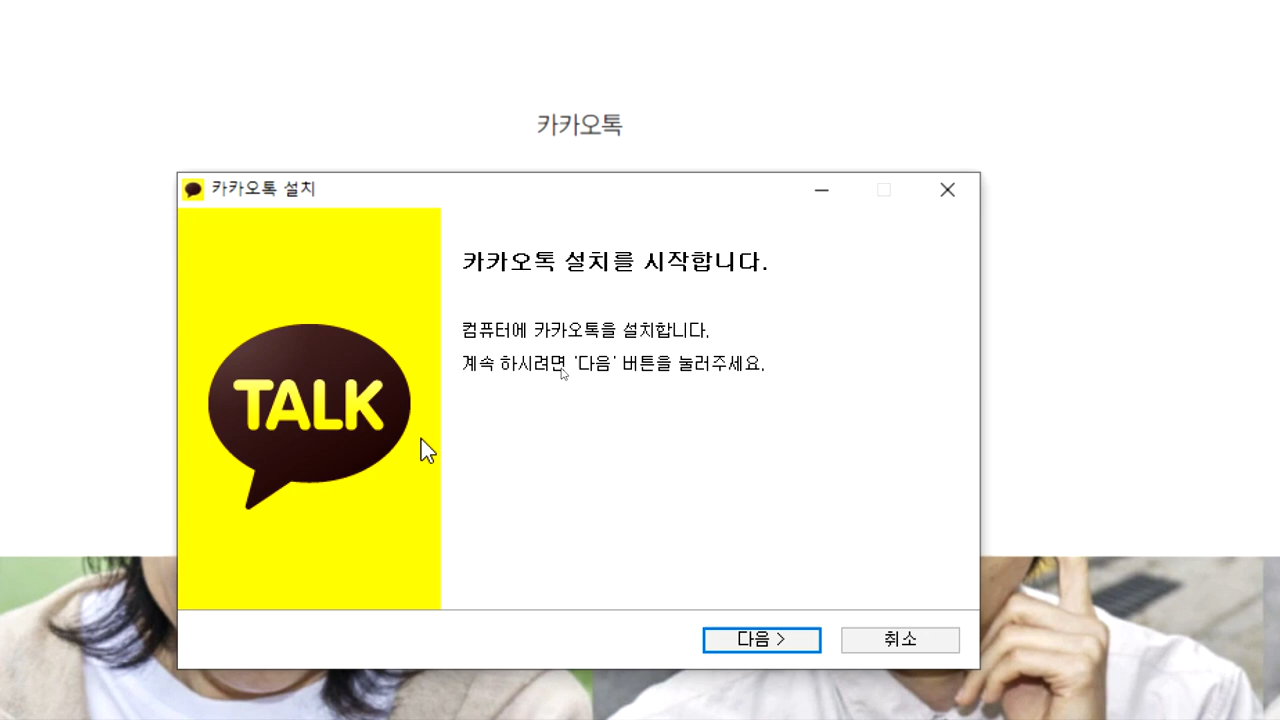 카카오톡
카카오톡 설치
카카오톡 설치를 시작합니다.
컴퓨터에 카카오톡을 설치합니다.
계속 하시려면 '다음' 버튼을 눌러주세요.
TALK
다음 >
취소